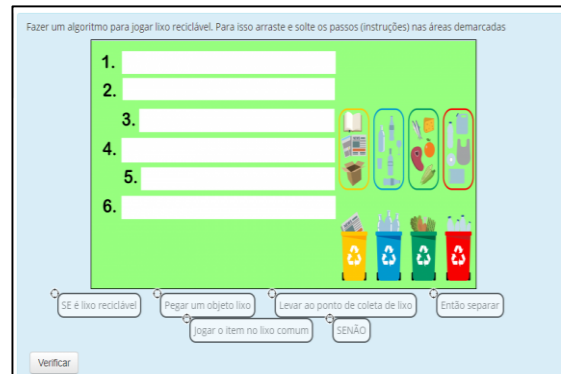 Fazer um algoritmo para jogar lixo reciclável. Para isso arraste e solte os passos (instruções) nas áreas demarcadas
1.
2.
3.
4.
5.
6.
SE é lixo reciclável
Pegar um objeto lixo
Levar ao ponto de coleta de lixo
Então separar
Jogar o item no lixo comum
SENÃO
Verificar